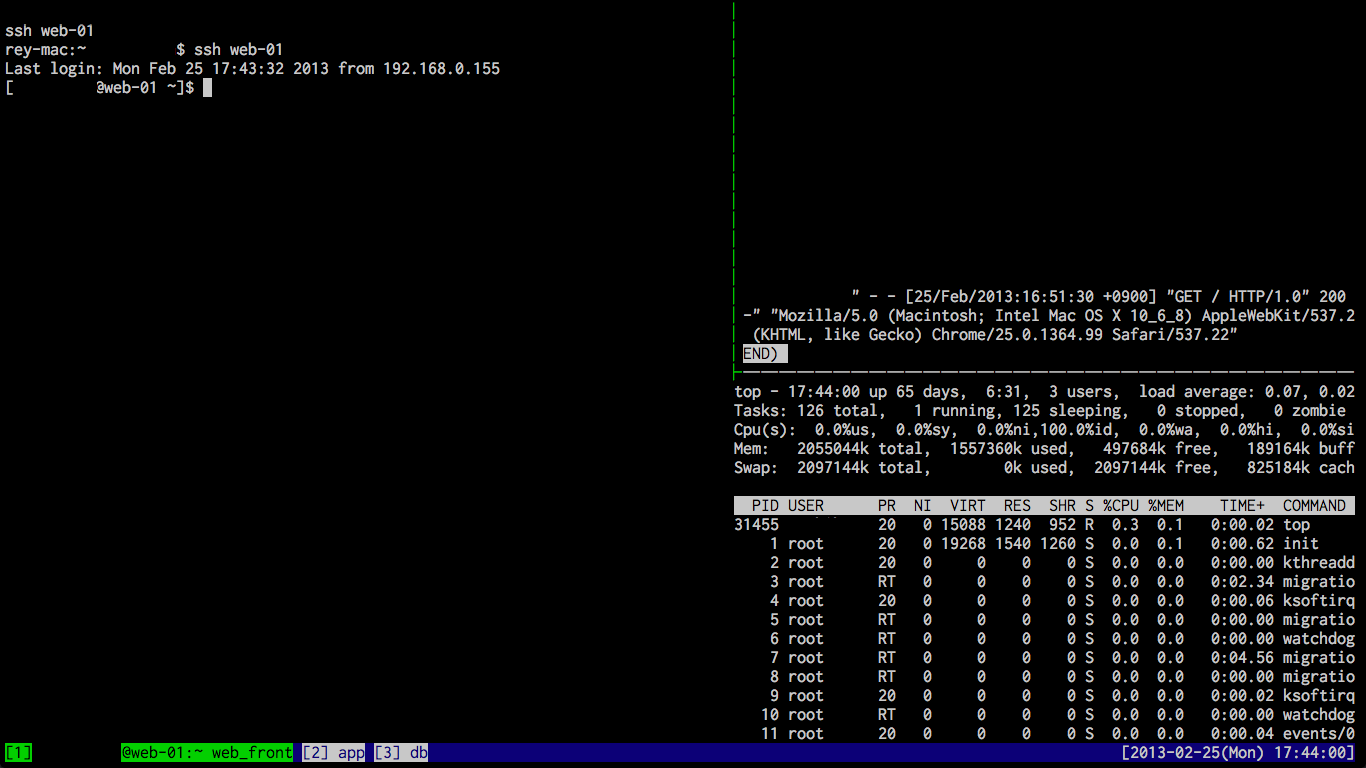 ssh web-01
rey-mac:~ $ ssh web-01
Last login: Mon Feb 25 17:43:32 2013 from 192.168.0.155
[ @web-01 ~]$
" - - [25/Feb/2013:16:51:30 +0900] "GET / HTTP/1.0" 200
-" "Mozilla/5.0 (Macintosh; Intel Mac OS X 10_6_8) AppleWebKit/537.2
(KHTML, like Gecko) Chrome/25.0.1364.99 Safari/537.22"
END)
top - 17:44:00 up 65 days, 6:31, 3 users, load average: 0.07, 0.02
Tasks: 126 total, 1 running, 125 sleeping, 0 stopped, 0 zombie
Cpu(s): 0.0%us, 0.0%sy, 0.0%ni,100.0%id, 0.0%wa, 0.0%hi, 0.0%si
Mem: 2055044k total, 1557360k used, 497684k free, 189164k buff
Swap: 2097144k total, 0k used, 2097144k free, 825184k cach
PID USER PR NI VIRT RES SHR S %CPU %MEM TIME+ COMMAND
31455 20 0 15088 1240 952 R 0.3 0.1 0:00.02 top
1 root 20 0 19268 1540 1260 S 0.0 0.1 0:00.62 init
2 root 20 0 0 0 0 S 0.0 0.0 0:00.00 kthreadd
3 root RT 0 0 0 0 S 0.0 0.0 0:02.34 migratio
4 root 20 0 0 0 0 S 0.0 0.0 0:00.06 ksoftirq
5 root RT 0 0 0 0 S 0.0 0.0 0:00.00 migratio
6 root RT 0 0 0 0 S 0.0 0.0 0:00.00 watchdog
7 root RT 0 0 0 0 S 0.0 0.0 0:04.56 migratio
8 root RT 0 0 0 0 S 0.0 0.0 0:00.00 migratio
9 root 20 0 0 0 0 S 0.0 0.0 0:00.02 ksoftirq
10 root RT 0 0 0 0 S 0.0 0.0 0:00.00 watchdog
11 root 20 0 0 0 0 S 0.0 0.0 0:00.04 events/0
[1] @web-01:~ web_front [2] app [3] db [2013-02-25(Mon) 17:44:00]